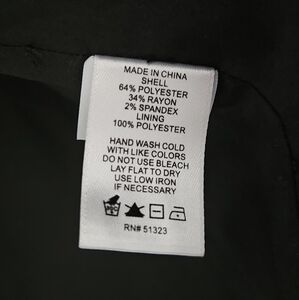 MADE IN CHINA
SHELL
64% POLYESTER
34% RAYON
2% SPANDEX
LINING
100% POLYESTER
HAND WASH COLD
WITH LIKE COLORS
DO NOT USE BLEACH
LAY FLAT TO DRY
USE LOW IRON
IF NECESSARY
RN# 51323